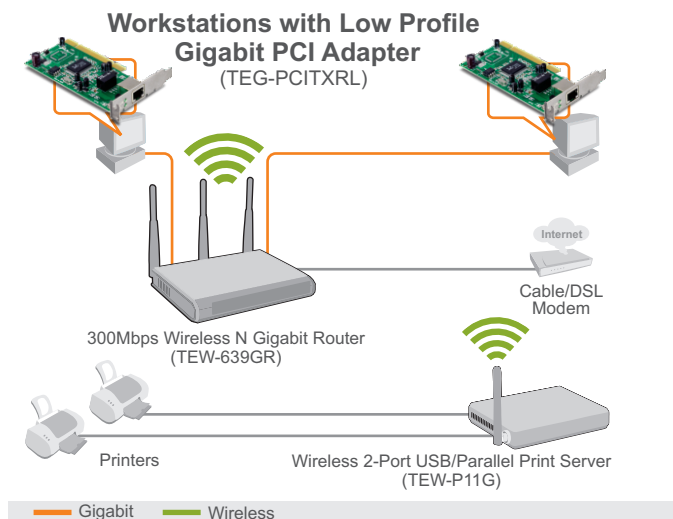 Workstations with Low Profile
Gigabit PCI Adapter
(TEG-PCITXRL)
Internet
Cable/DSL
Modem
300Mbps Wireless N Gigabit Router
(TEW-639GR)
Printers
Wireless 2-Port USB/Parallel Print Server
(TEW-P11G)
Gigabit
Wireless